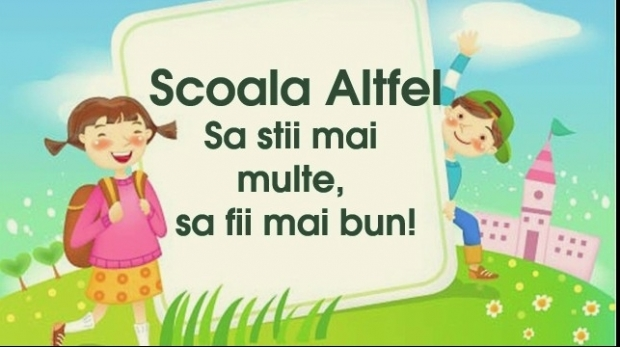 Scoala Altfel
Sa stii mai
multe,
sa fii mai bun!